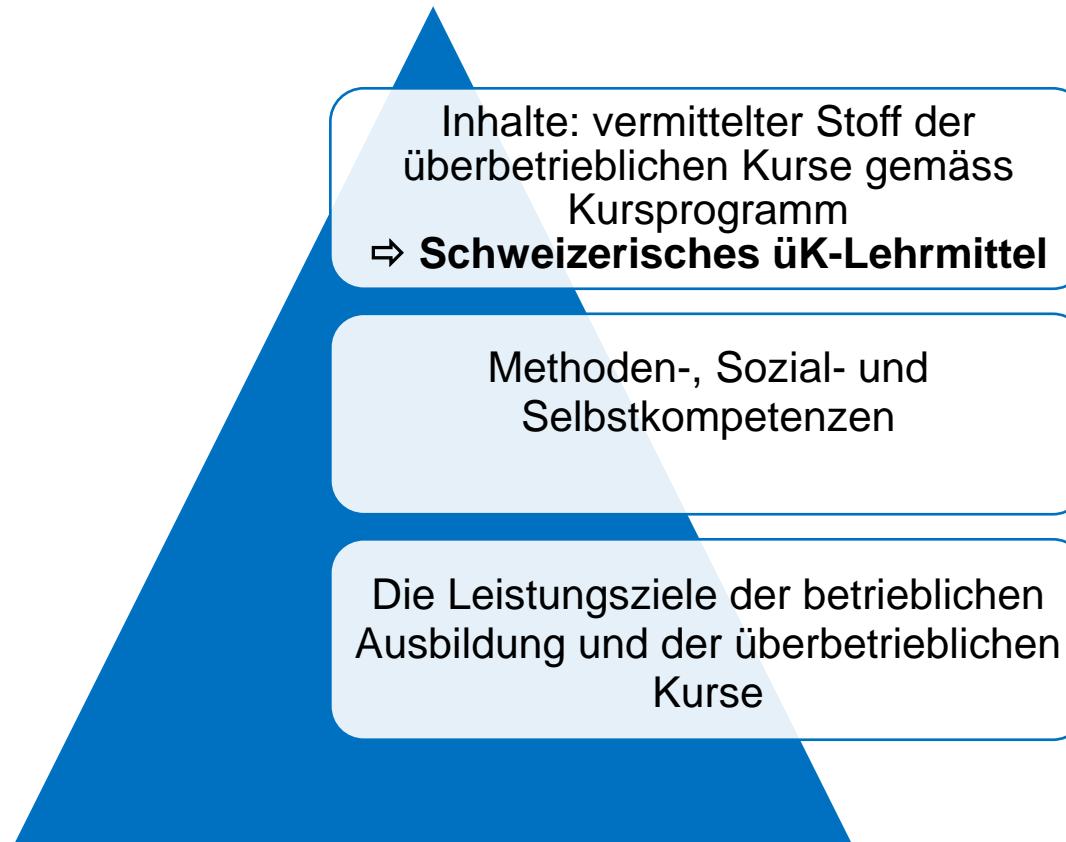 Inhalte: vermittelter Stoff der
überbetrieblichen Kurse gemäss
Kursprogramm
⇨ Schweizerisches üK-Lehrmittel
Methoden-, Sozial- und
Selbstkompetenzen
Die Leistungsziele der betrieblichen
Ausbildung und der überbetrieblichen
Kurse